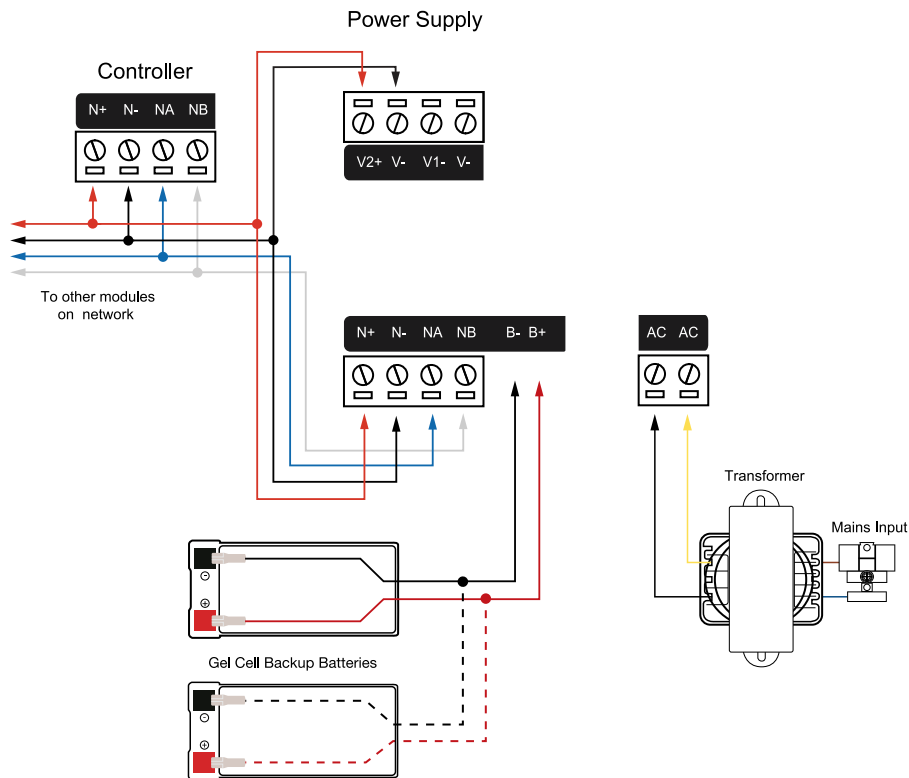 Power Supply
Controller
N+ N- NA NB
V2+ V- V1- V-
To other modules
on network
N+ N- NA NB B- B+
AC AC
Transformer
Mains Input
-
+
Gel Cell Backup Batteries
-
+